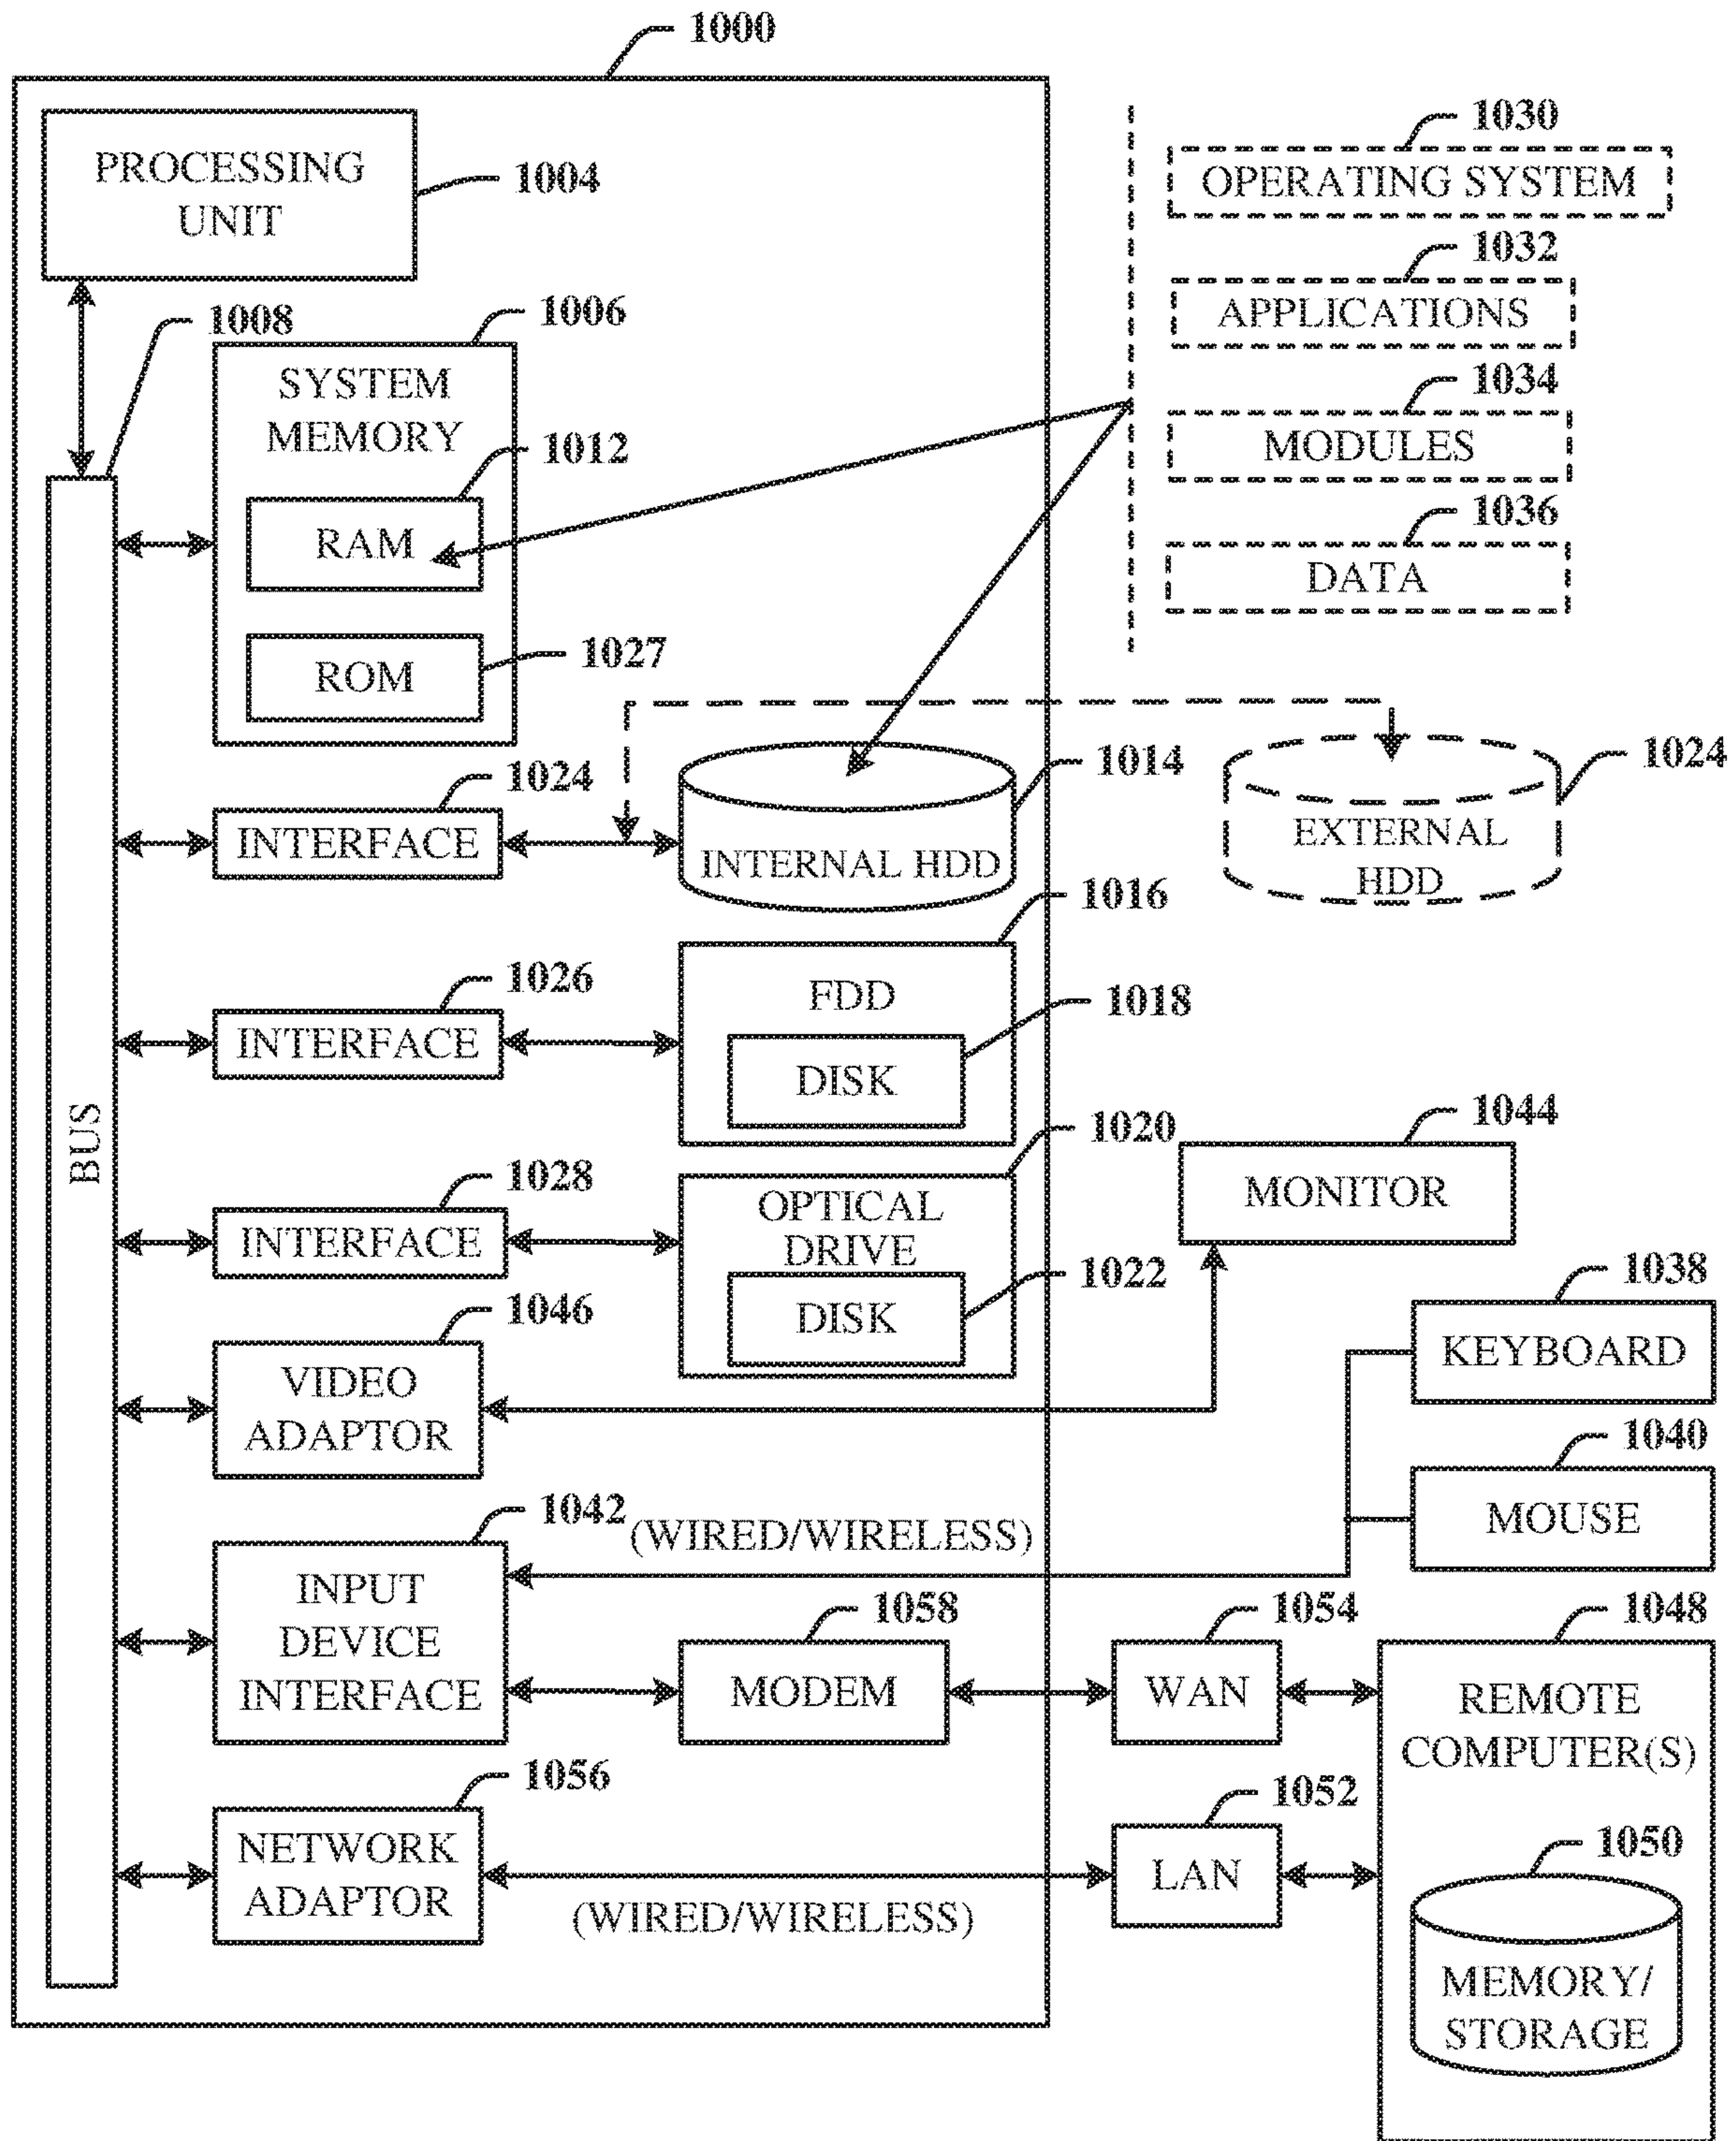 1000
PROCESSING
UNIT
1004
1030
OPERATING SYSTEM
1032
APPLICATIONS
1034
MODULES
1036
DATA
1008
1006
SYSTEM
MEMORY
1012
RAM
1027
ROM
1024
INTERFACE
1014
INTERNAL HDD
1024
EXTERNAL
HDD
1026
INTERFACE
1016
FDD
1018
DISK
BUS
1028
INTERFACE
1020
OPTICAL
DRIVE
1022
DISK
1044
MONITOR
1046
VIDEO
ADAPTOR
1038
KEYBOARD
1040
MOUSE
1042
(WIRED/WIRELESS)
INPUT
DEVICE
INTERFACE
1058
MODEM
1054
WAN
1048
REMOTE
COMPUTER(S)
1056
NETWORK
ADAPTOR
(WIRED/WIRELESS)
1052
LAN
1050
MEMORY/
STORAGE